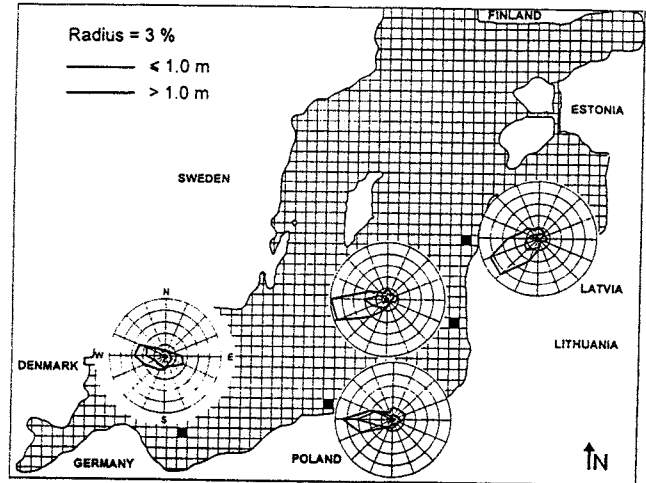 FINLAND
Radius = 3 %
≤ 1.0 m
> 1.0 m
ESTONIA
SWEDEN
LATVIA
N
W
E
S
DENMARK
LITHUANIA
GERMANY
POLAND
N